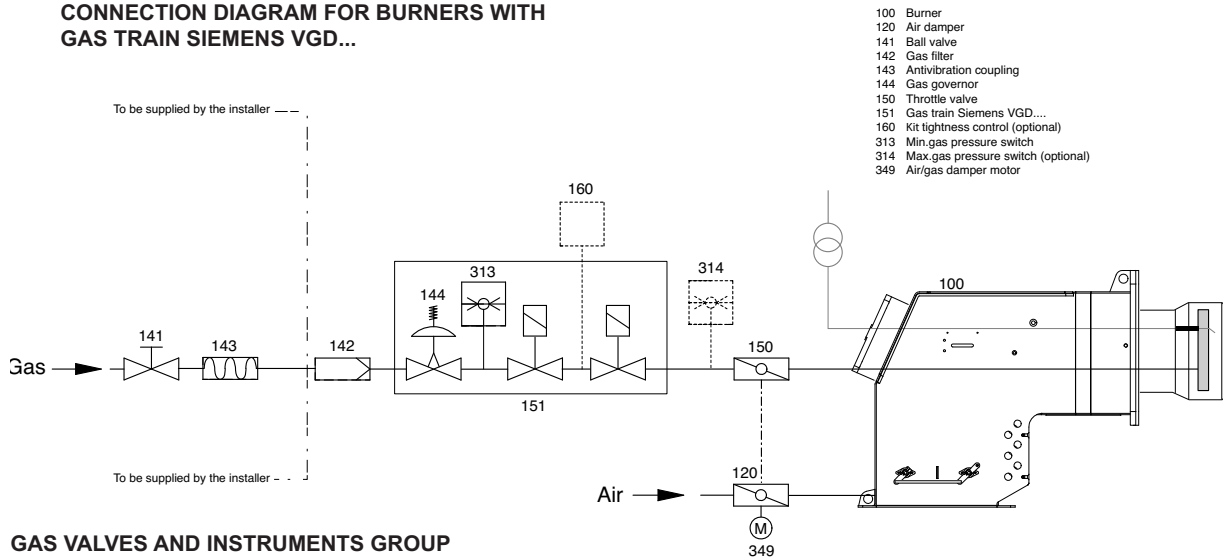 CONNECTION DIAGRAM FOR BURNERS WITH
GAS TRAIN SIEMENS VGD...
100 Burner
120 Air damper
141 Ball valve
142 Gas filter
143 Antivibration coupling
144 Gas governor
150 Throttle valve
151 Gas train Siemens VGD....
160 Kit tightness control (optional)
313 Min.gas pressure switch
314 Max.gas pressure switch (optional)
349 Air/gas damper motor
To be supplied by the installer
160
313
314
144
100
141
143
142
150
Gas
151
To be supplied by the installer
120
Air
M
349
GAS VALVES AND INSTRUMENTS GROUP